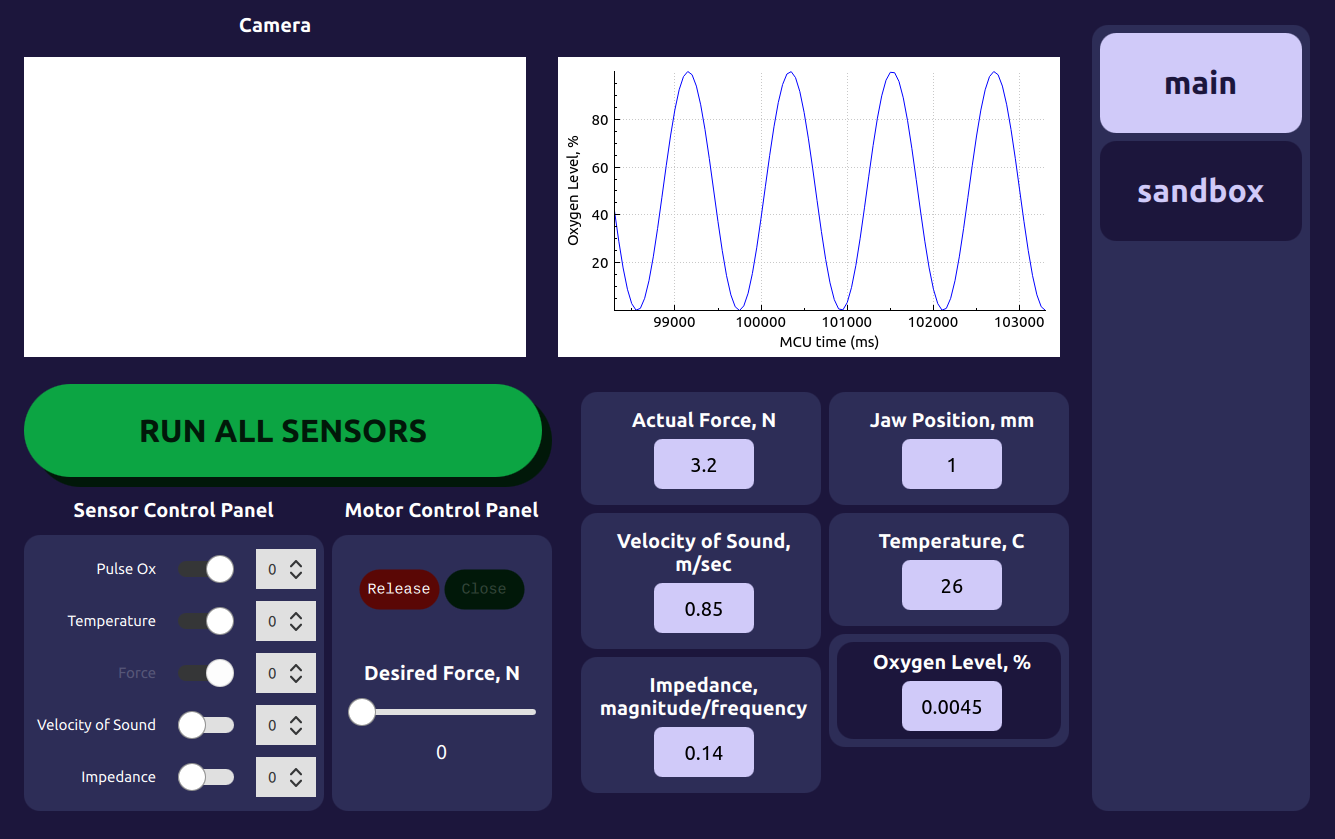 Camera
Oxygen Level, %
80
60
40
20
99000 100000 101000 102000 103000
MCU time (ms)
main
sandbox
RUN ALL SENSORS
Sensor Control Panel
Pulse Ox 0
Temperature 0
Force 0
Velocity of Sound 0
Impedance 0
Motor Control Panel
Release Close
Desired Force, N
0
Actual Force, N
3.2
Jaw Position, mm
1
Velocity of Sound,
m/sec
0.85
Temperature, C
26
Impedance,
magnitude/frequency
0.14
Oxygen Level, %
0.0045